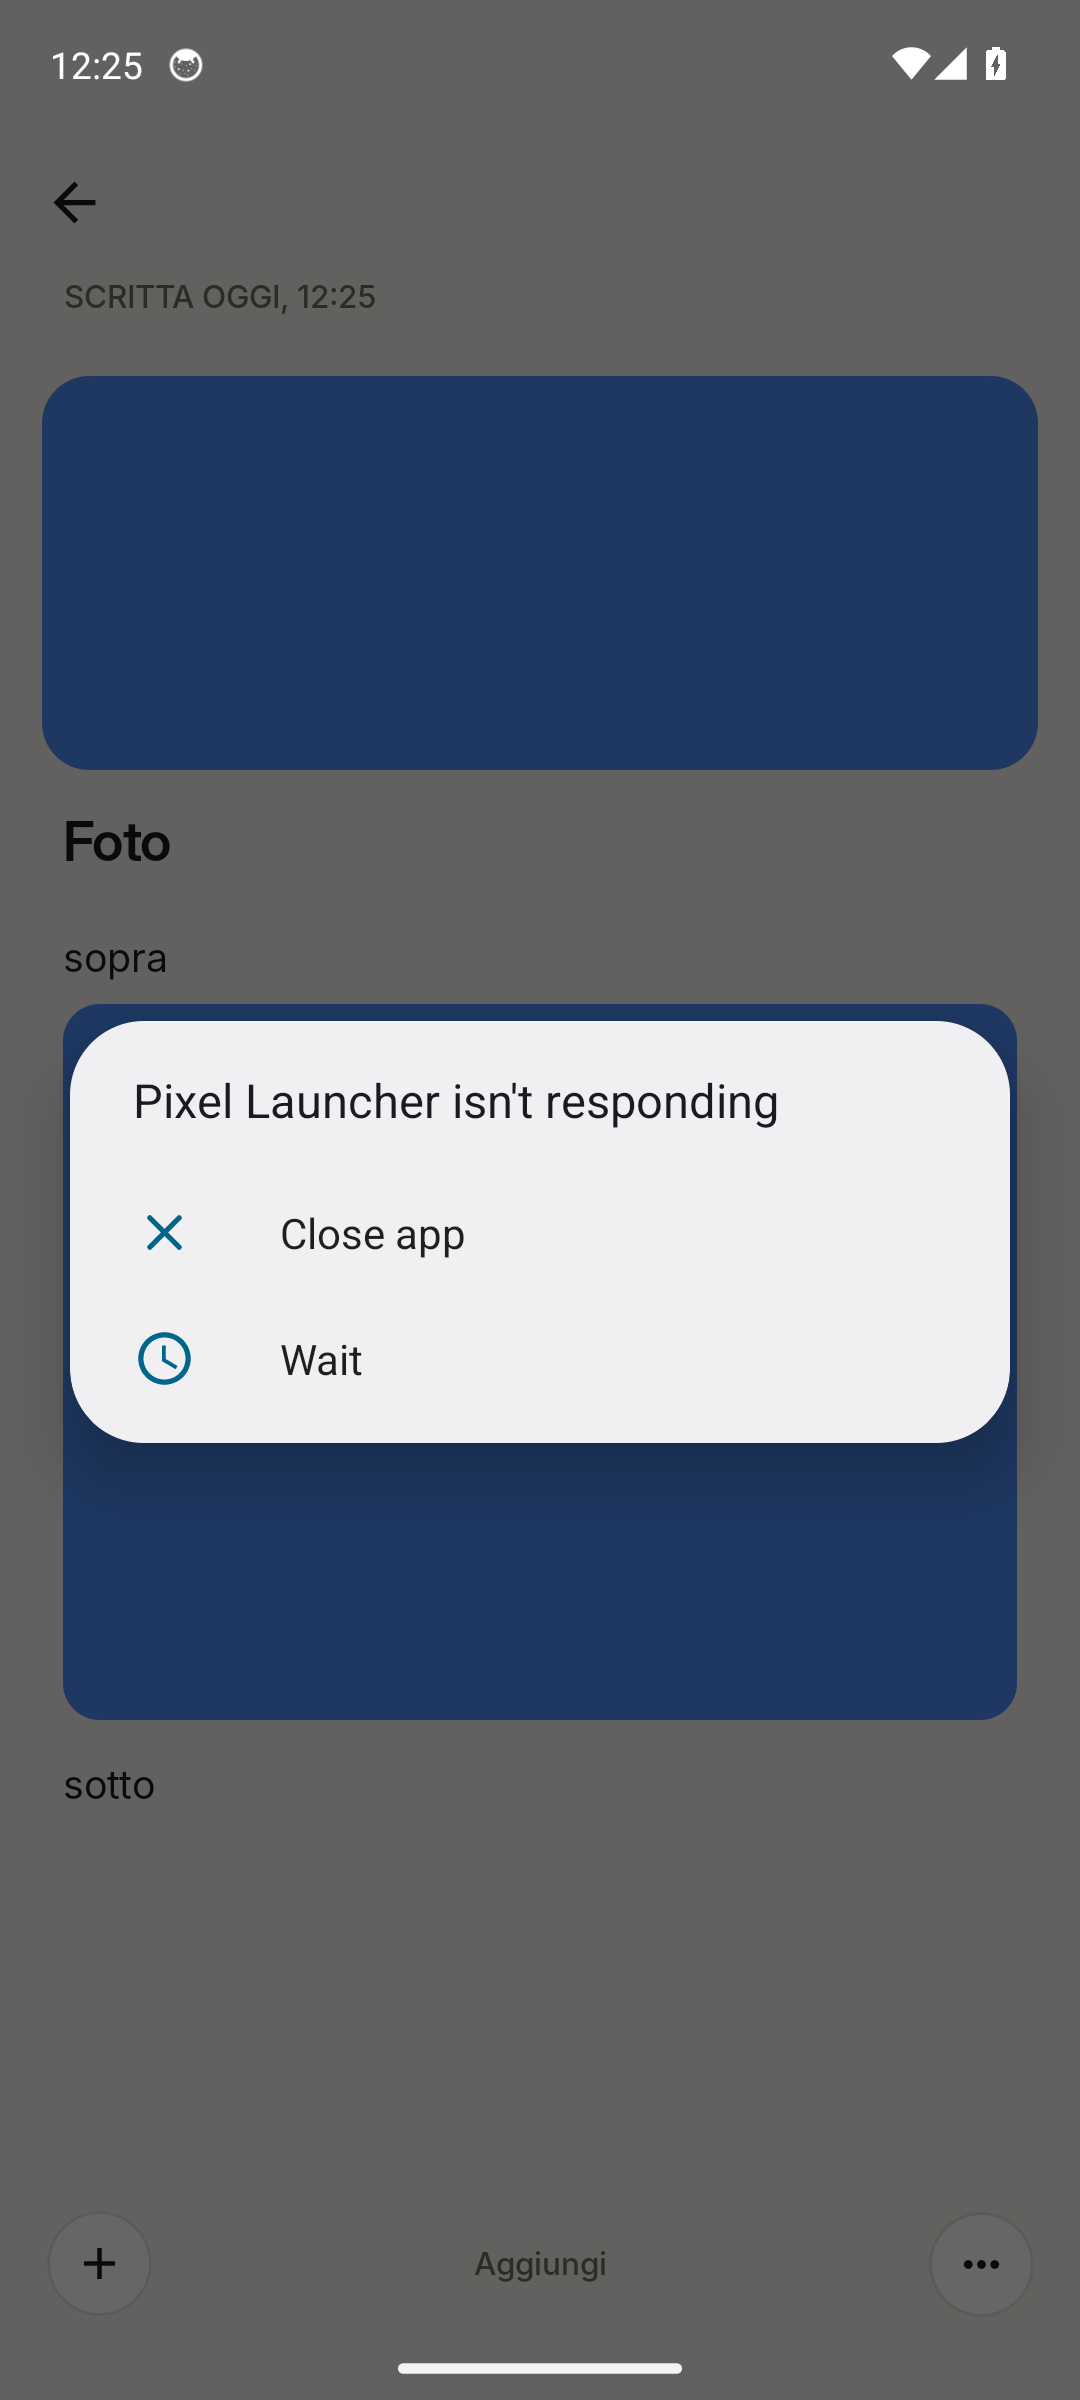 12:25
SCRITTA OGGI, 12:25
Foto
sopra
Pixel Launcher isn't responding
Close app
Wait
sotto
Aggiungi